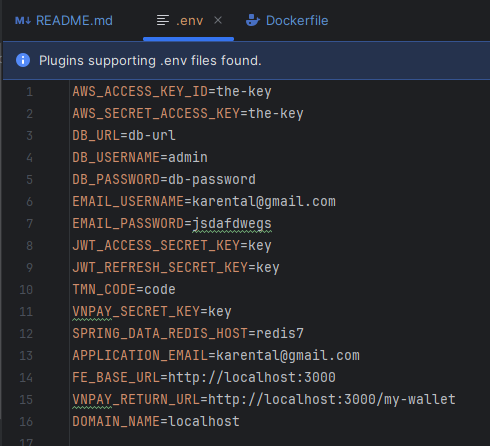 M↓ README.md
.env ×
Dockerfile
Plugins supporting .env files found.
1 AWS_ACCESS_KEY_ID=the-key
2 AWS_SECRET_ACCESS_KEY=the-key
3 DB_URL=db-url
4 DB_USERNAME=admin
5 DB_PASSWORD=db-password
6 EMAIL_USERNAME=karental@gmail.com
7 EMAIL_PASSWORD=jsdafdweqs
8 JWT_ACCESS_SECRET_KEY=key
9 JWT_REFRESH_SECRET_KEY=key
10 TMN_CODE=code
11 VNPAY_SECRET_KEY=key
12 SPRING_DATA_REDIS_HOST=redis7
13 APPLICATION_EMAIL=karental@gmail.com
14 FE_BASE_URL=http://localhost:3000
15 VNPAY_RETURN_URL=http://localhost:3000/my-wallet
16 DOMAIN_NAME=localhost
17